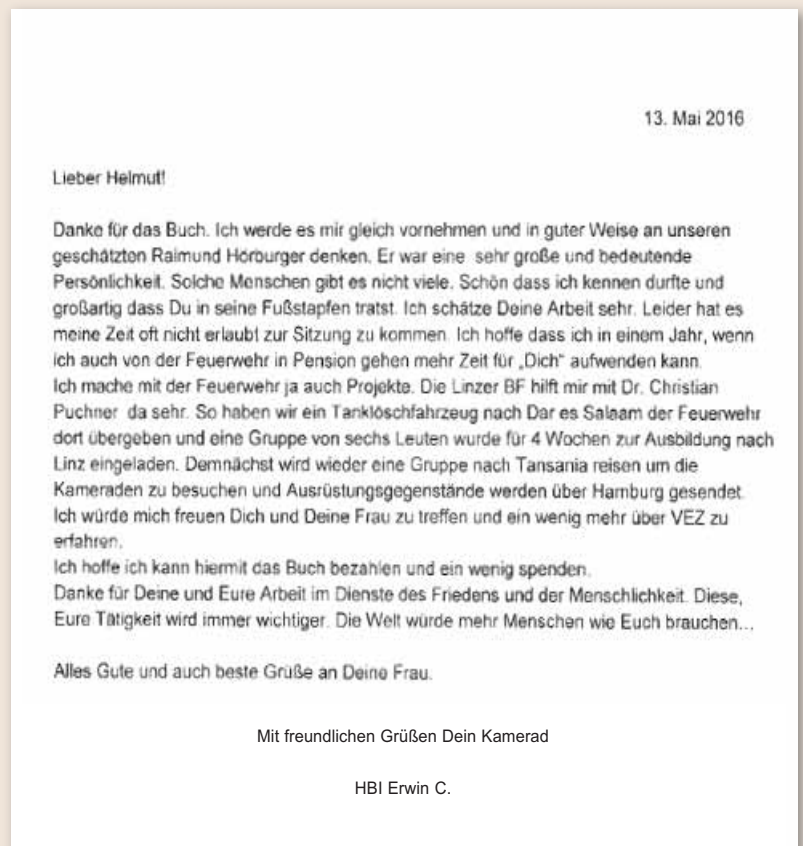 13. Mai 2016
Lieber Helmut!
Danke für das Buch. Ich werde es mir gleich vornehmen und in guter Weise an unseren
geschätzten Raimund Hörburger denken. Er war eine sehr große und bedeutende
Persönlichkeit. Solche Menschen gibt es nicht viele. Schön dass ich kennen durfte und
großartig dass Du in seine Fußstapfen tratst. Ich schätze Deine Arbeit sehr. Leider hat es
meine Zeit oft nicht erlaubt zur Sitzung zu kommen. Ich hoffe dass ich in einem Jahr, wenn
ich auch von der Feuerwehr in Pension gehen mehr Zeit für „Dich“ aufwenden kann.
Ich mache mit der Feuerwehr ja auch Projekte. Die Linzer BF hilft mir mit Dr. Christian
Puchner da sehr. So haben wir ein Tanklöschfahrzeug nach Dar es Salaam der Feuerwehr
dort übergeben und eine Gruppe von sechs Leuten wurde für 4 Wochen zur Ausbildung nach
Linz eingeladen. Demnächst wird wieder eine Gruppe nach Tansania reisen um die
Kameraden zu besuchen und Ausrüstungsgegenstände werden über Hamburg gesendet.
Ich würde mich freuen Dich und Deine Frau zu treffen und ein wenig mehr über VEZ zu
erfahren.
Ich hoffe ich kann hiermit das Buch bezahlen und ein wenig spenden.
Danke für Deine und Eure Arbeit im Dienste des Friedens und der Menschlichkeit. Diese,
Eure Tätigkeit wird immer wichtiger. Die Welt würde mehr Menschen wie Euch brauchen...
Alles Gute und auch beste Grüße an Deine Frau.
Mit freundlichen Grüßen Dein Kamerad
HBI Erwin C.